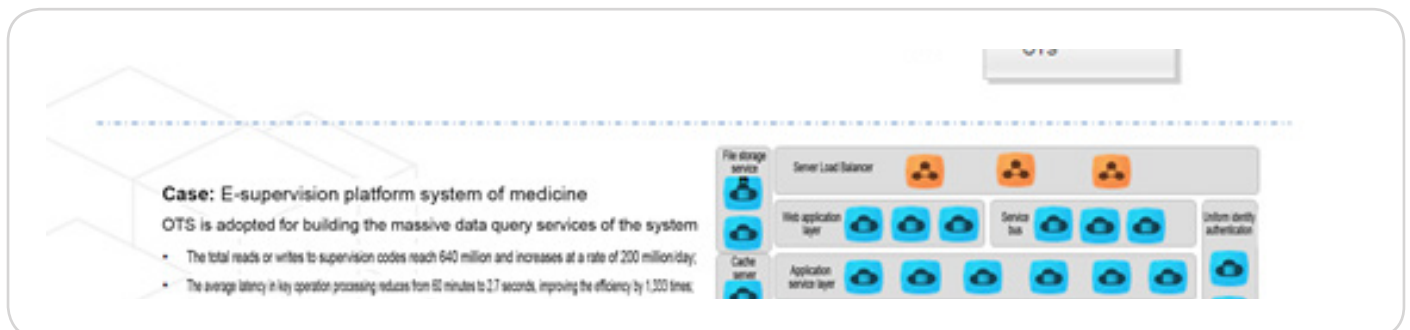 OTS
Case: E-supervision platform system of medicine
OTS is adopted for building the massive data query services of the system
• The total reads or writes to supervision codes reach 640 million and increases at a rate of 200 million/day;
• The average latency in key operation processing reduces from 60 minutes to 2.7 seconds, improving the efficiency by 1,333 times;
File storage
service
Server Load Balancer
Web application
layer
Service
bus
Uniform identity
authentication
Cache
server
Application
service layer